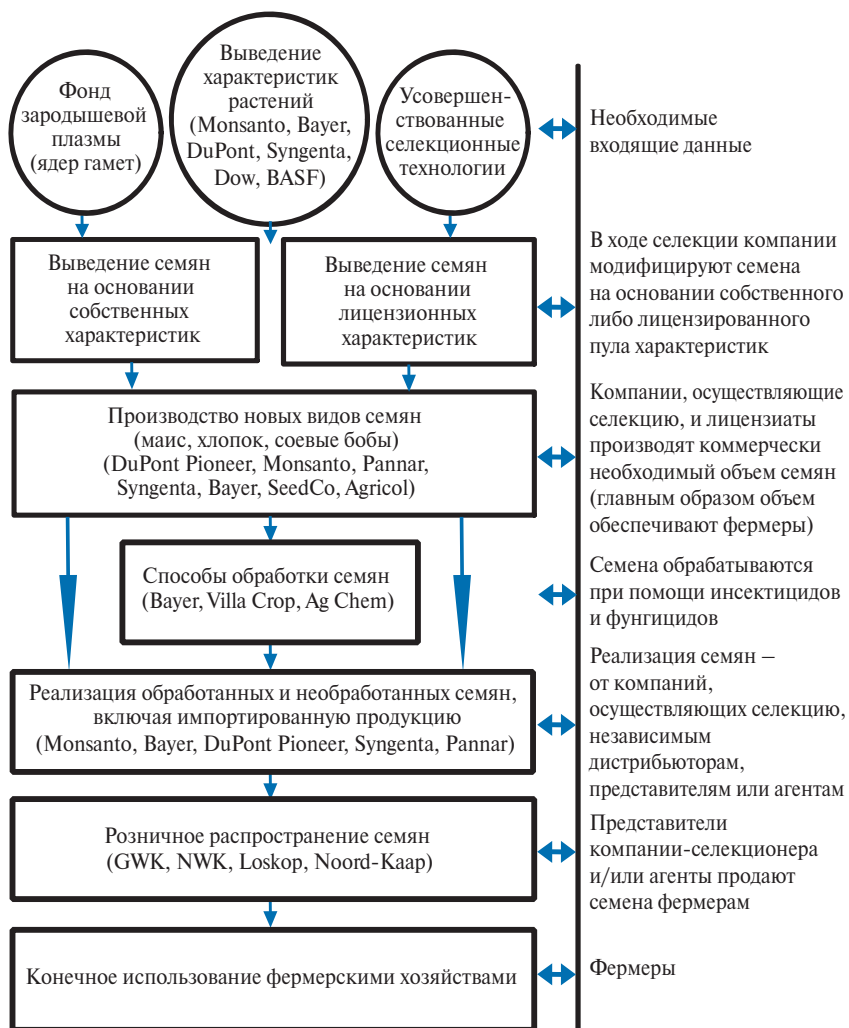 Фонд
зародышевой
плазмы
(ядер гамет)
Выведение
характеристик
растений
(Monsanto, Bayer,
DuPont, Syngenta,
Dow, BASF)
Усовершен-
ствованные
селекционные
технологии
Необходимые
входящие данные
Выведение семян
на основании
собственных
характеристик
Выведение семян
на основании
лицензионных
характеристик
В ходе селекции компании
модифицируют семена
на основании собственного
либо лицензированного
пула характеристик
Производство новых видов семян
(маис, хлопок, соевые бобы)
(DuPont Pioneer, Monsanto, Pannar,
Syngenta, Bayer, SeedCo, Agricol)
Компании, осуществляющие
селекцию, и лицензиаты
производят коммерчески
необходимый объем семян
(главным образом объем
обеспечивают фермеры)
Способы обработки семян
(Bayer, Villa Crop, Ag Chem)
Семена обрабатываются
при помощи инсектицидов
и фунгицидов
Реализация обработанных и необработанных семян,
включая импортированную продукцию
(Monsanto, Bayer, DuPont Pioneer, Syngenta, Pannar)
Реализация семян –
от компаний,
осуществляющих селекцию,
независимым
дистрибьюторам,
представителям или агентам
Розничное распространение семян
(GWK, NWK, Loskop, Noord-Kaap)
Представители
компании-селекционера
и/или агенты продают
семена фермерам
Конечное использование фермерскими хозяйствами
Фермеры